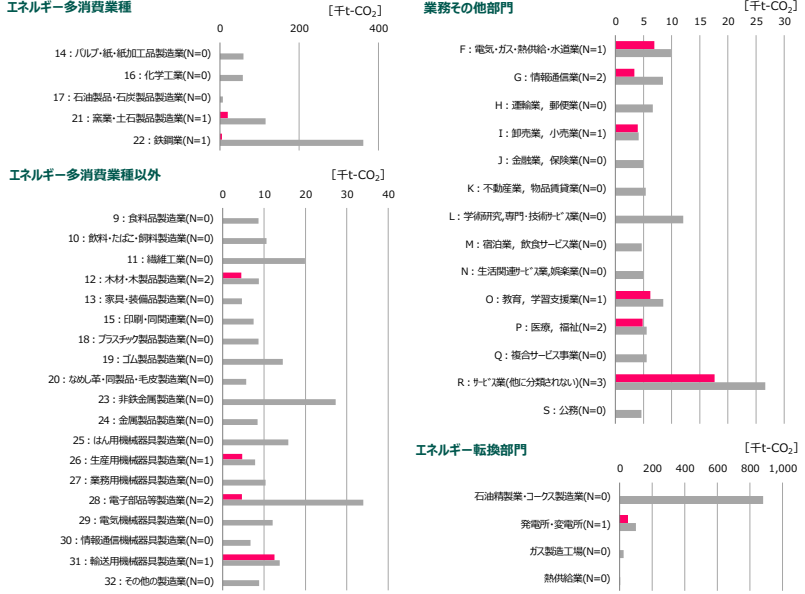 エネルギー多消費業種
[千t-CO₂]
0 200 400
14：パルプ・紙・紙加工品製造業(N=0)
16：化学工業(N=0)
17：石油製品・石炭製品製造業(N=0)
21：窯業・土石製品製造業(N=1)
22：鉄鋼業(N=1)
エネルギー多消費業種以外
[千t-CO₂]
0 10 20 30 40
9：食料品製造業(N=0)
10：飲料・たばこ・飼料製造業(N=0)
11：繊維工業(N=0)
12：木材・木製品製造業(N=2)
13：家具・装備品製造業(N=0)
15：印刷・同関連業(N=0)
18：プラスチック製品製造業(N=0)
19：ゴム製品製造業(N=0)
20：なめし革・同製品・毛皮製造業(N=0)
23：非鉄金属製造業(N=0)
24：金属製品製造業(N=0)
25：はん用機械器具製造業(N=0)
26：生産用機械器具製造業(N=1)
27：業務用機械器具製造業(N=0)
28：電子部品等製造業(N=2)
29：電気機械器具製造業(N=0)
30：情報通信機械器具製造業(N=0)
31：輸送用機械器具製造業(N=1)
32：その他の製造業(N=0)
業務その他部門
[千t-CO₂]
0 5 10 15 20 25 30
F：電気・ガス・熱供給・水道業(N=1)
G：情報通信業(N=2)
H：運輸業，郵便業(N=0)
I：卸売業，小売業(N=1)
J：金融業，保険業(N=0)
K：不動産業，物品賃貸業(N=0)
L：学術研究,専門・技術ｻｰﾋﾞｽ業(N=0)
M：宿泊業，飲食サービス業(N=0)
N：生活関連ｻｰﾋﾞｽ業,娯楽業(N=0)
O：教育，学習支援業(N=1)
P：医療，福祉(N=2)
Q：複合サービス事業(N=0)
R：ｻｰﾋﾞｽ業(他に分類されない)(N=3)
S：公務(N=0)
エネルギー転換部門
[千t-CO₂]
0 200 400 600 800 1,000
石油精製業・コークス製造業(N=0)
発電所・変電所(N=1)
ガス製造工場(N=0)
熱供給業(N=0)